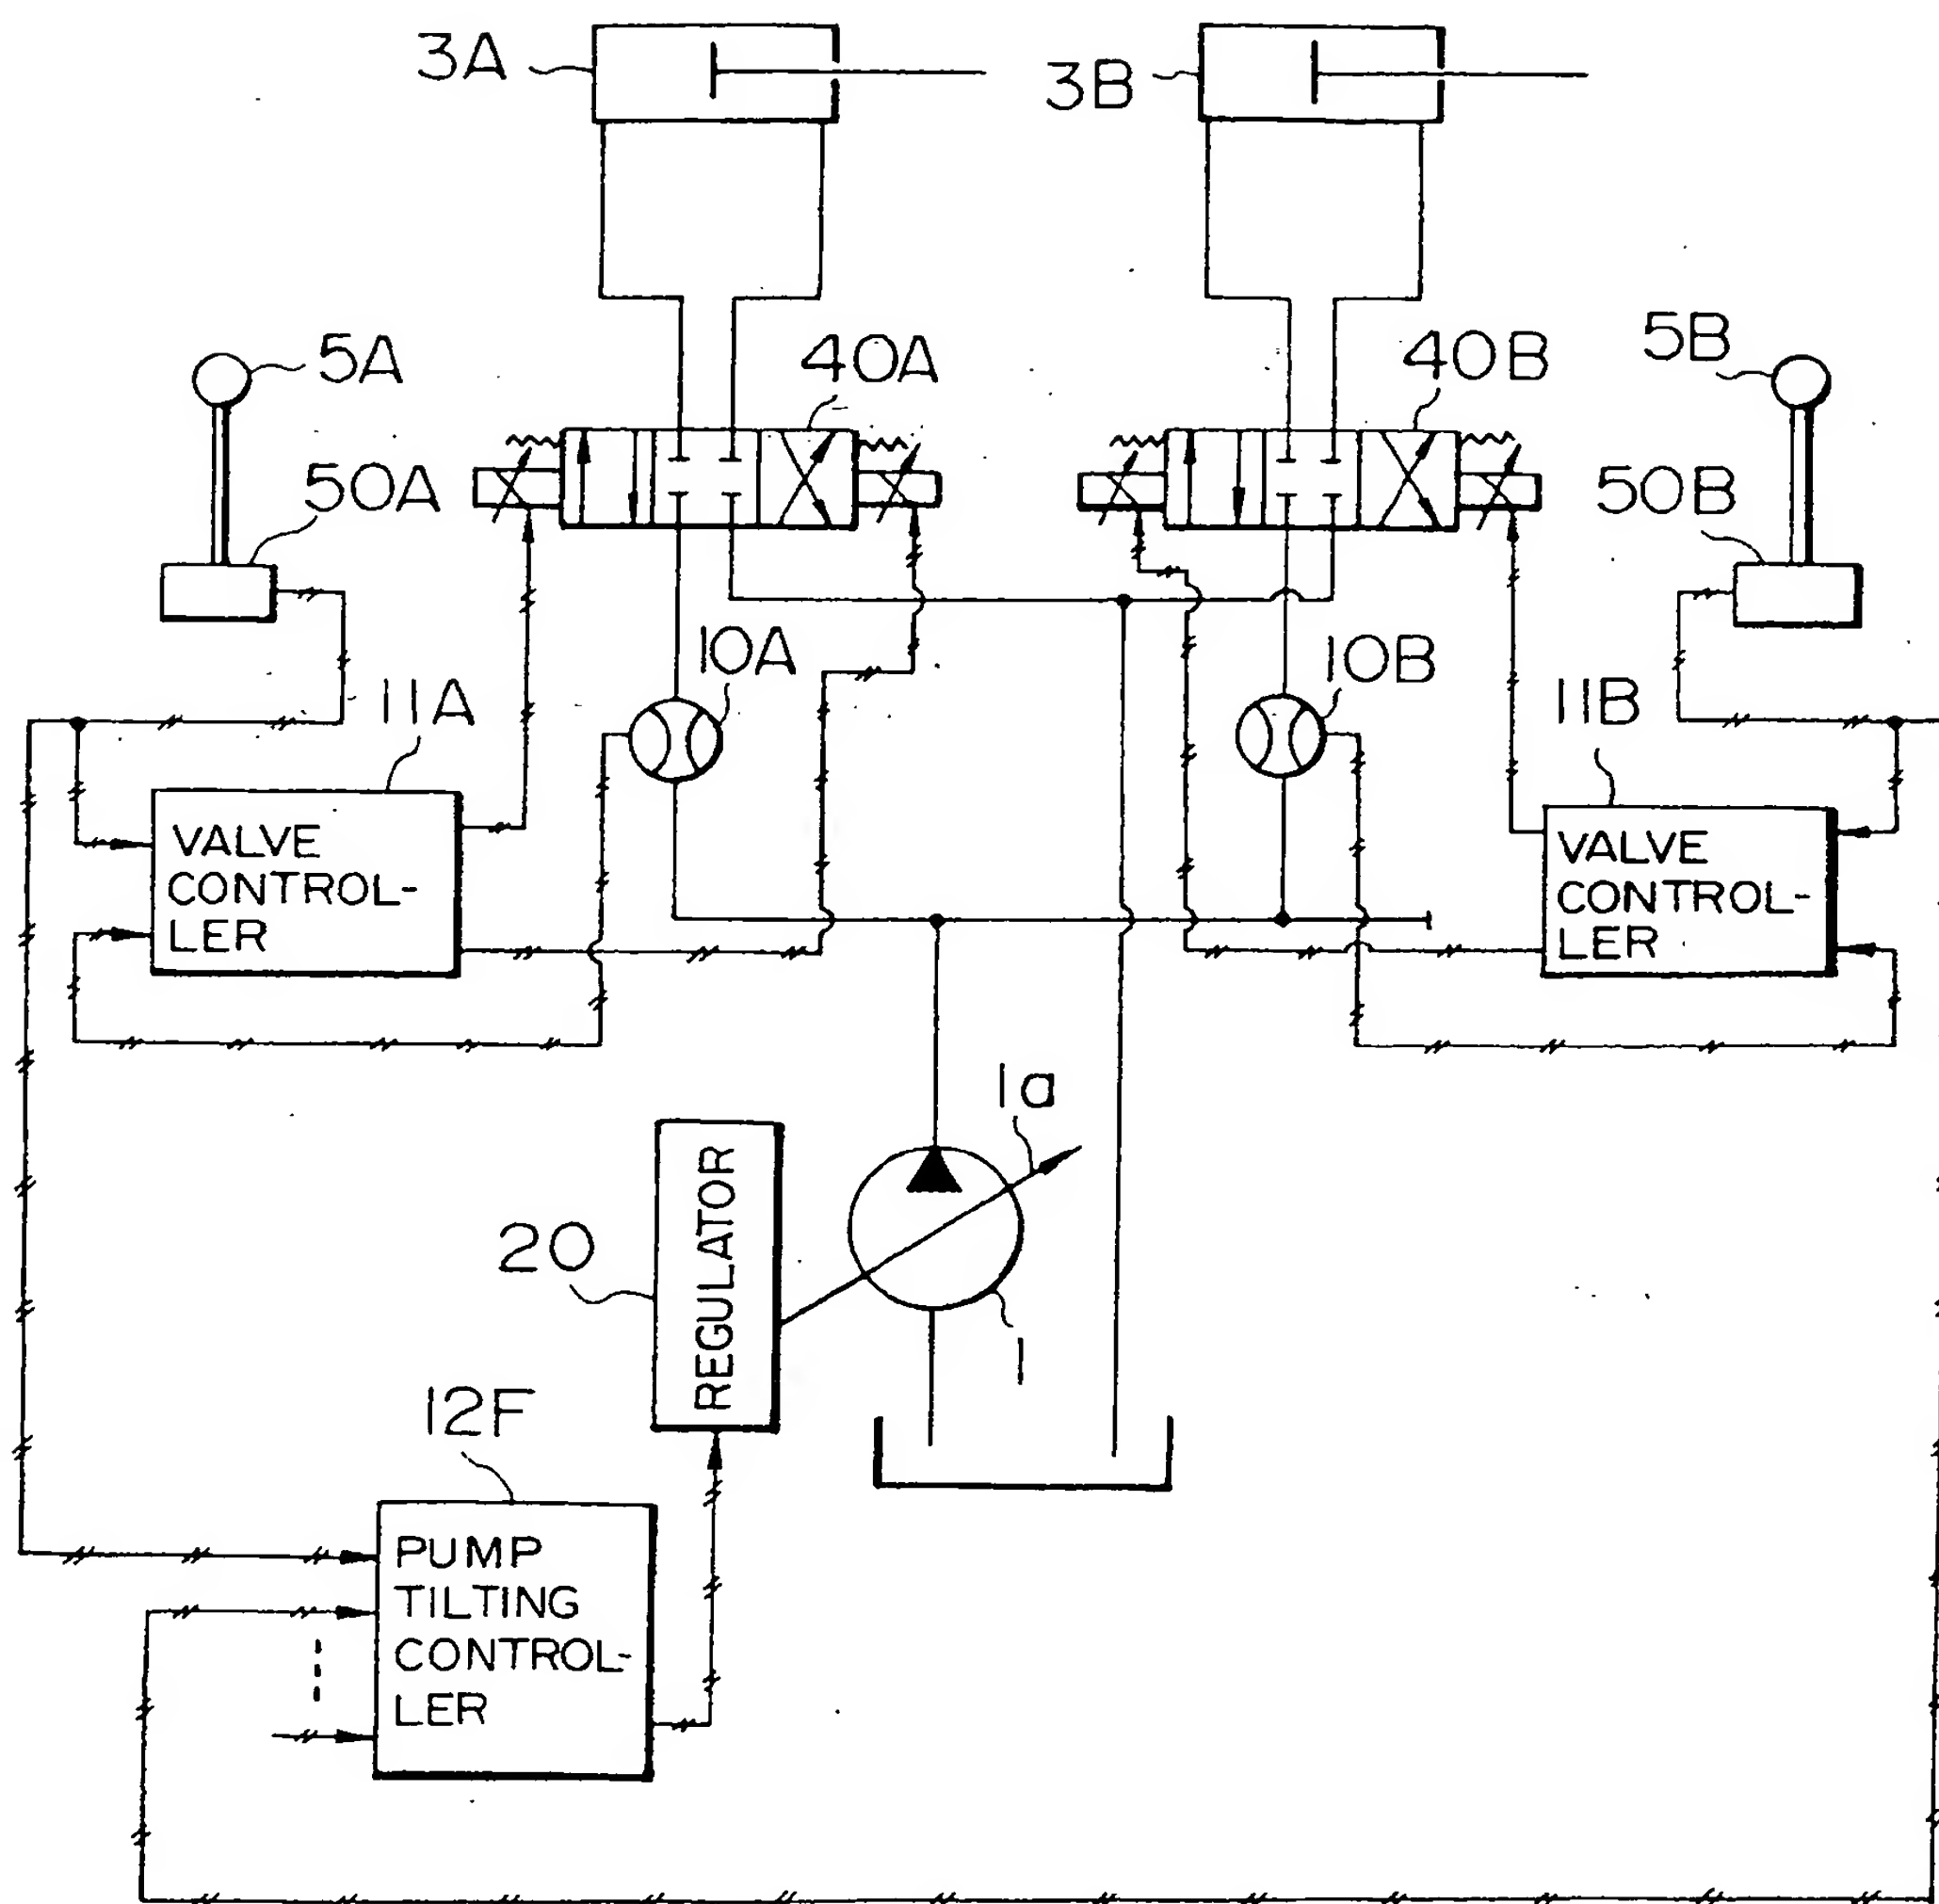 3A
3B
5A
40A
40B
5B
50A
50B
10A
10B
11A
11B
VALVE
CONTROL-
LER
VALVE
CONTROL-
LER
1a
REGULATOR
20
1
12F
PUMP
TILTING
CONTROL-
LER